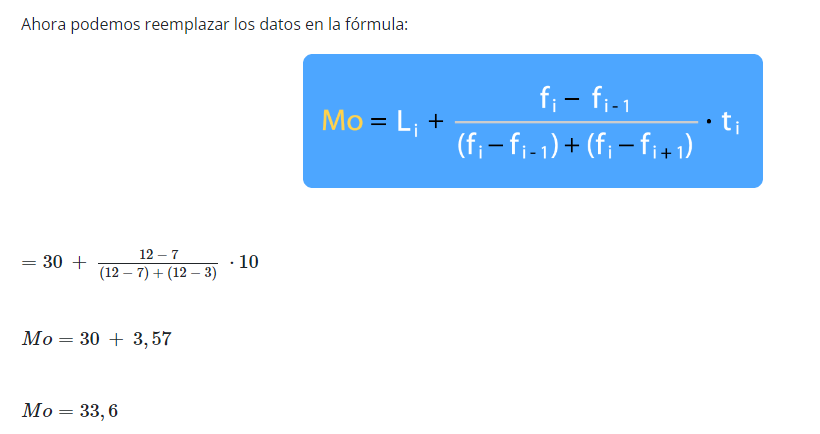 Ahora podemos reemplazar los datos en la fórmula:
Mo = Lᵢ + (fᵢ − fᵢ₋₁) / ((fᵢ − fᵢ₋₁) + (fᵢ − fᵢ₊₁)) · tᵢ
= 30 + (12 − 7) / ((12 − 7) + (12 − 3)) · 10
Mo = 30 + 3,57
Mo = 33,6